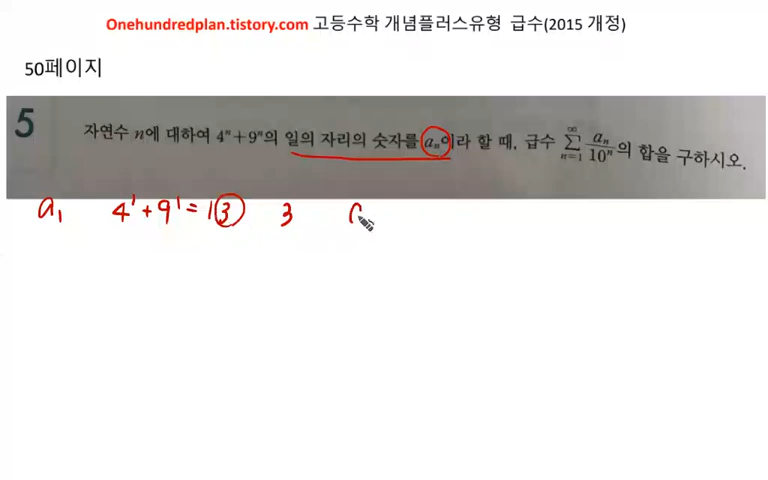 Onehundredplan.tistory.com 고등수학 개념플러스유형 급수(2015 개정)
50페이지
5 자연수 n에 대하여 4ⁿ+9ⁿ의 일의 자리의 숫자를 aₙ이라 할 때, 급수 ∑ₙ₌₁^∞ aₙ/10ⁿ의 합을 구하시오.
a₁ 4¹+9¹=13 3